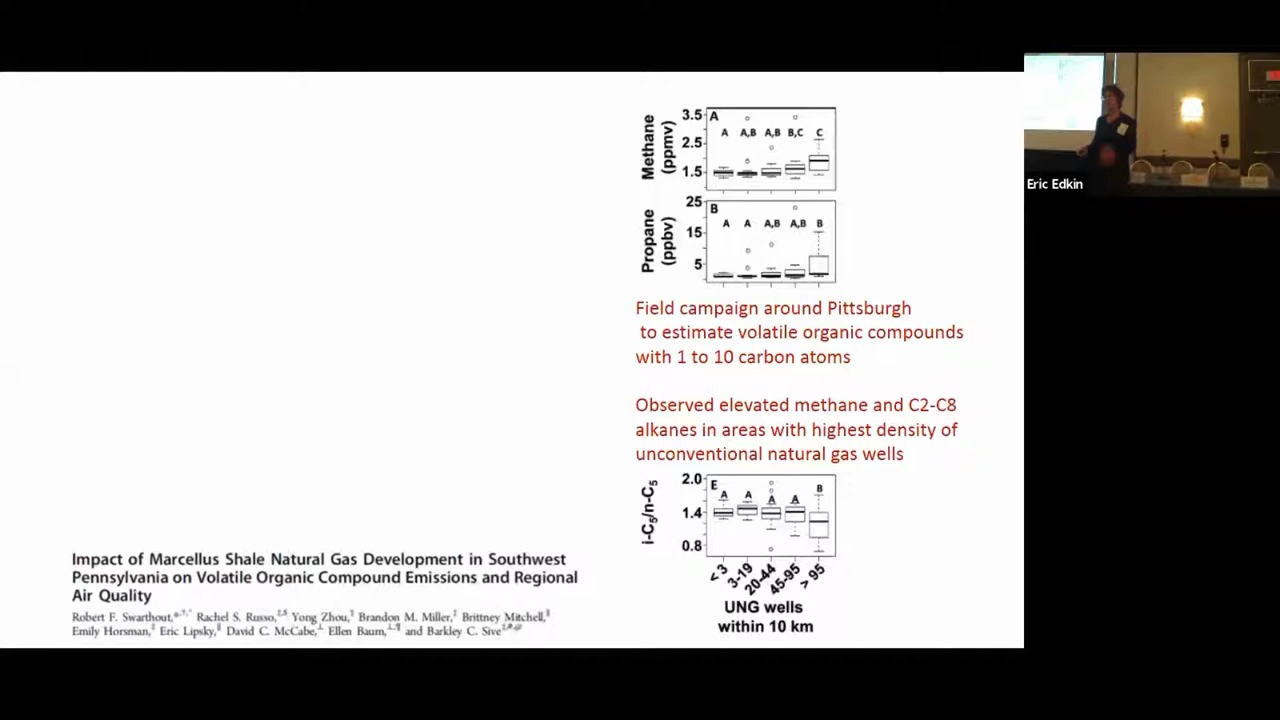 Methane
(ppmv)
3.5
2.5
1.5
A
A A,B A,B B,C C
Propane
(ppbv)
25
15
5
B
A A A,B A,B B
Field campaign around Pittsburgh
to estimate volatile organic compounds
with 1 to 10 carbon atoms
Observed elevated methane and C2-C8
alkanes in areas with highest density of
unconventional natural gas wells
i-C5/n-C5
2.0
1.4
0.8
E
A A A A B
< 3 3-19 20-44 45-95 > 95
UNG wells
within 10 km
Impact of Marcellus Shale Natural Gas Development in Southwest
Pennsylvania on Volatile Organic Compound Emissions and Regional
Air Quality
Robert F. Swarthout, Rachel S. Russo, Yong Zhou, Brandon M. Miller, Brittney Mitchell,
Emily Horsman, Eric Lipsky, David C. McCabe, Ellen Baum, and Barkley C. Sive
Eric Edkin